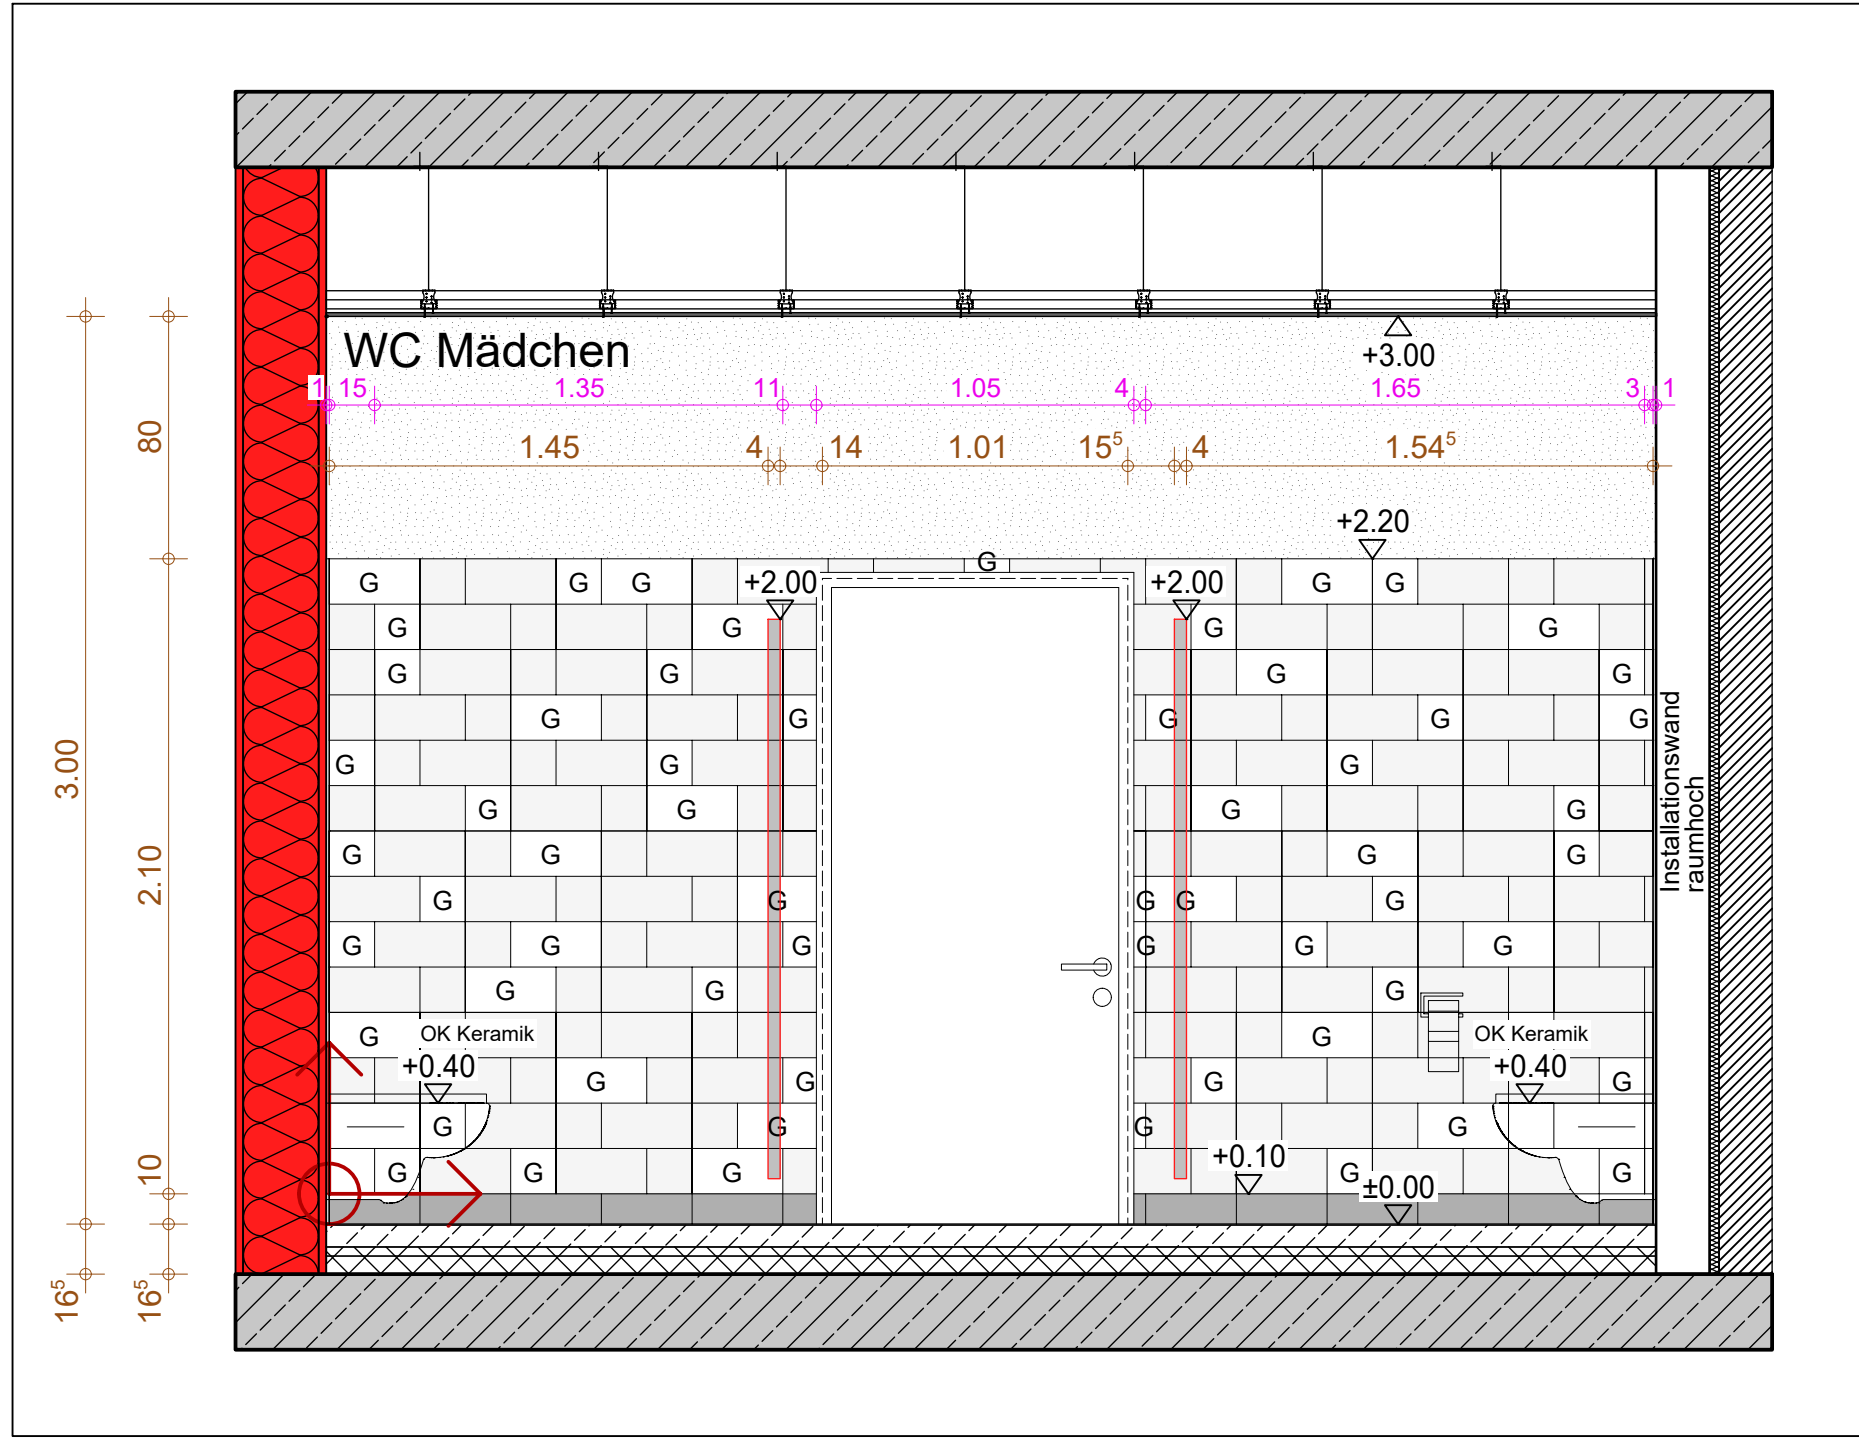 WC Mädchen
+3.00
1 15 1.35 11 1.05 4 1.65 3 1
1.45 4 14 1.01 15⁵ 4 1.54⁵
80
+2.20
G
G G G +2.00 +2.00 G G
G G G G
G G G G
G G G G G
G G G
G G G G
G G G G
G G G G G
G G G G G G
G G G
G OK Keramik G OK Keramik
+0.40 G G G +0.40 G
G G G G
G G G +0.10 G ±0.00 G
3.00
2.10
10
16⁵ 16⁵
Installationswand
raumhoch